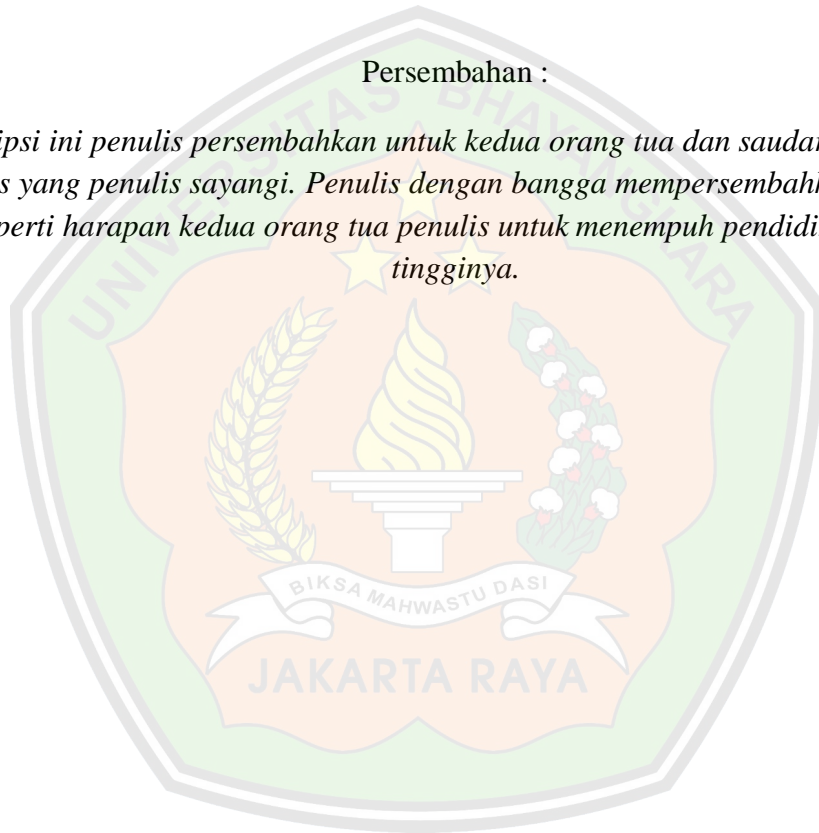 Persembahan :
ipsi ini penulis persembahkan untuk kedua orang tua dan saudar
s yang penulis sayangi. Penulis dengan bangga mempersembahk
perti harapan kedua orang tua penulis untuk menempuh pendidi
tingginya.
UNIVERSITAS BHAYANGKARA
BIKSA MAHWASTU DASI
JAKARTA RAYA